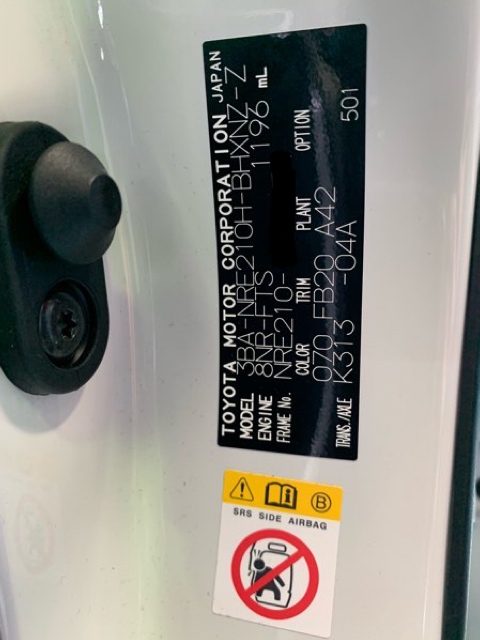 TOYOTA MOTOR CORPORATION JAPAN
MODEL 3BA-NRE210H-BHXNZ-Z
ENGINE 8NR-FTS 1196 mL
FRAME No. NRE210-
COLOR TRIM PLANT OPTION
070 FB20 A42
TRANS./AXLE K313 -04A 501
B
SRS SIDE AIRBAG